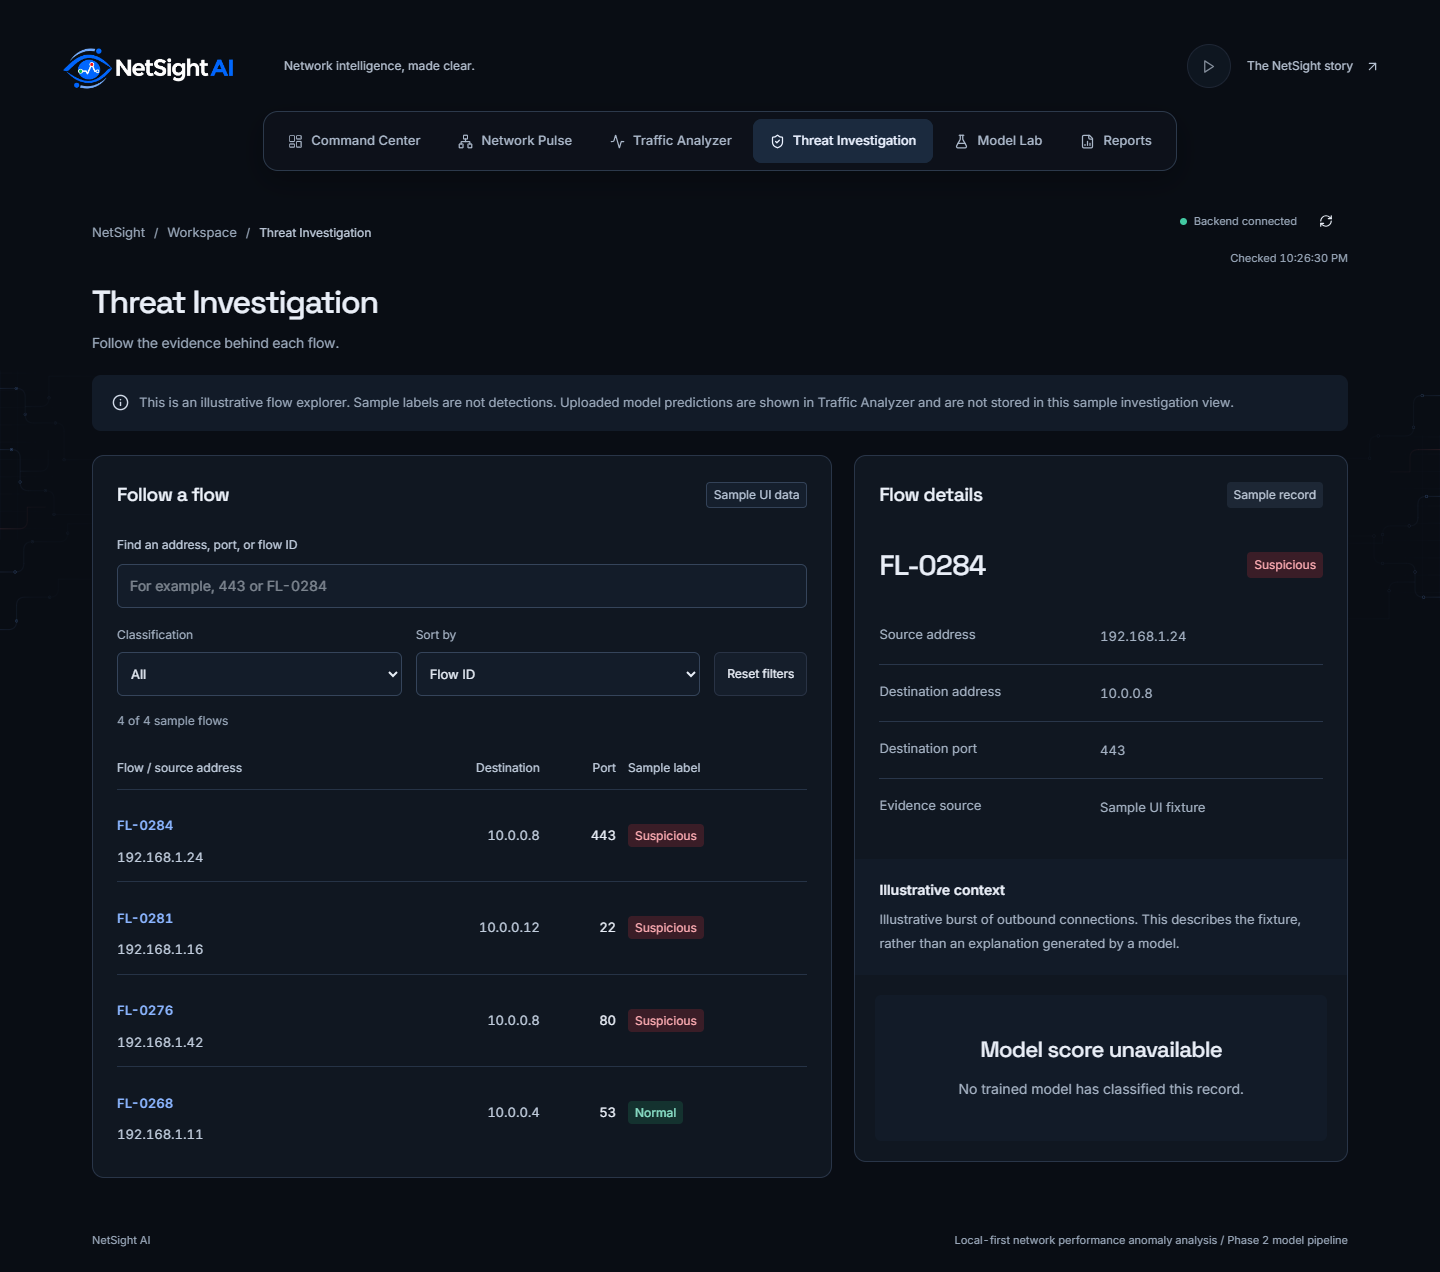 NetSight AI
Network intelligence, made clear.
The NetSight story
Command Center
Network Pulse
Traffic Analyzer
Threat Investigation
Model Lab
Reports
NetSight / Workspace / Threat Investigation
Backend connected
Checked 10:26:30 PM
Threat Investigation
Follow the evidence behind each flow.
This is an illustrative flow explorer. Sample labels are not detections. Uploaded model predictions are shown in Traffic Analyzer and are not stored in this sample investigation view.
Follow a flow
Sample UI data
Find an address, port, or flow ID
For example, 443 or FL-0284
Classification
Sort by
All
Flow ID
Reset filters
4 of 4 sample flows
Flow / source address Destination Port Sample label
FL-0284
192.168.1.24
10.0.0.8 443 Suspicious
FL-0281
192.168.1.16
10.0.0.12 22 Suspicious
FL-0276
192.168.1.42
10.0.0.8 80 Suspicious
FL-0268
192.168.1.11
10.0.0.4 53 Normal
Flow details
Sample record
FL-0284
Suspicious
Source address 192.168.1.24
Destination address 10.0.0.8
Destination port 443
Evidence source Sample UI fixture
Illustrative context
Illustrative burst of outbound connections. This describes the fixture,
rather than an explanation generated by a model.
Model score unavailable
No trained model has classified this record.
NetSight AI
Local-first network performance anomaly analysis / Phase 2 model pipeline